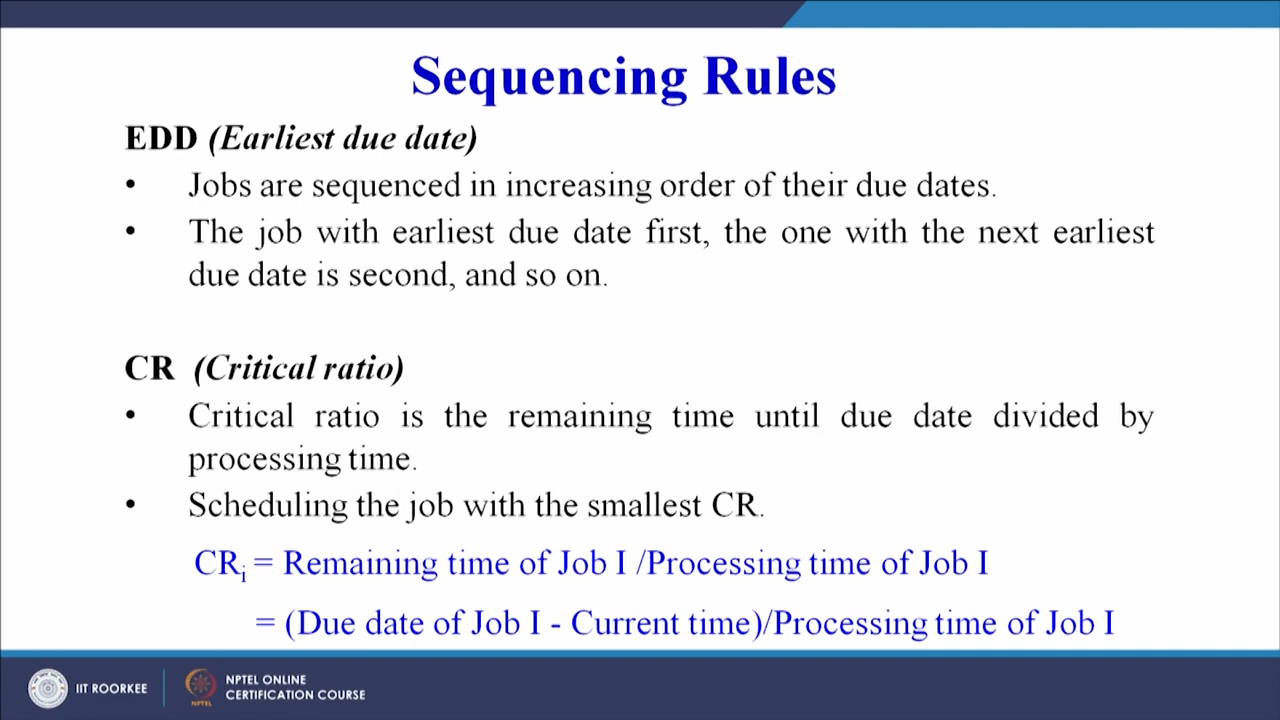 Sequencing Rules
EDD (Earliest due date)
• Jobs are sequenced in increasing order of their due dates.
• The job with earliest due date first, the one with the next earliest
due date is second, and so on.
CR (Critical ratio)
• Critical ratio is the remaining time until due date divided by
processing time.
• Scheduling the job with the smallest CR.
CRi = Remaining time of Job I /Processing time of Job I
= (Due date of Job I - Current time)/Processing time of Job I
IIT ROORKEE
NPTEL
NPTEL ONLINE
CERTIFICATION COURSE